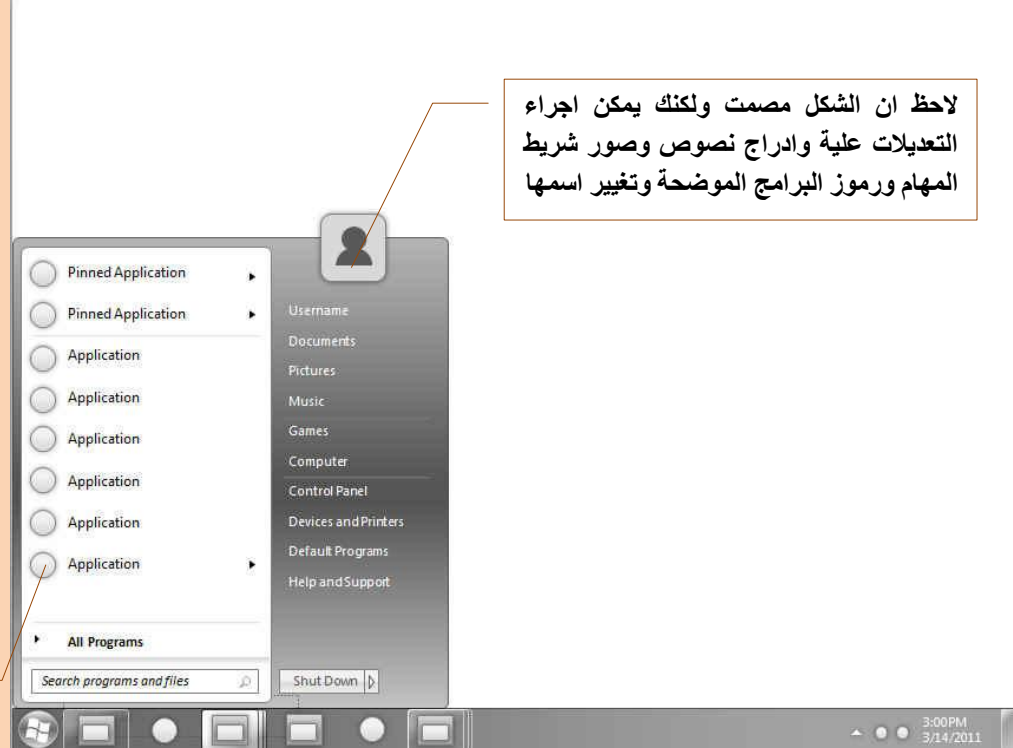 لاحظ ان الشكل مصمت ولكنك يمكن اجراء
التعديلات علية وادراج نصوص وصور شريط
المهام ورموز البرامج الموضحة وتغيير اسمها
Pinned Application
Pinned Application
Application
Application
Application
Application
Application
Application
All Programs
Search programs and files
Username
Documents
Pictures
Music
Games
Computer
Control Panel
Devices and Printers
Default Programs
Help and Support
Shut Down
3:00PM
3/14/2011